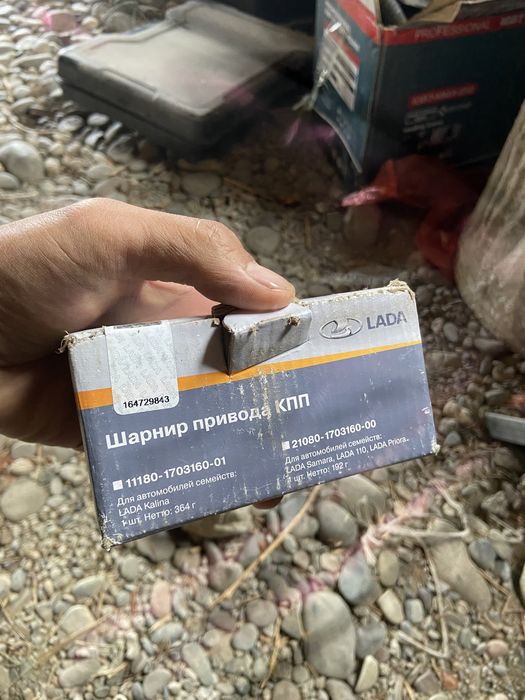 PROFESSIONAL
LADA
164729843
Шарнир привода КПП
11180-1703160-01
Для автомобилей семейств:
LADA Kalina
1 шт. Нетто: 364 г
21080-1703160-00
Для автомобилей семейств:
LADA Samara, LADA 110, LADA Priora
1 шт. Нетто: 192 г